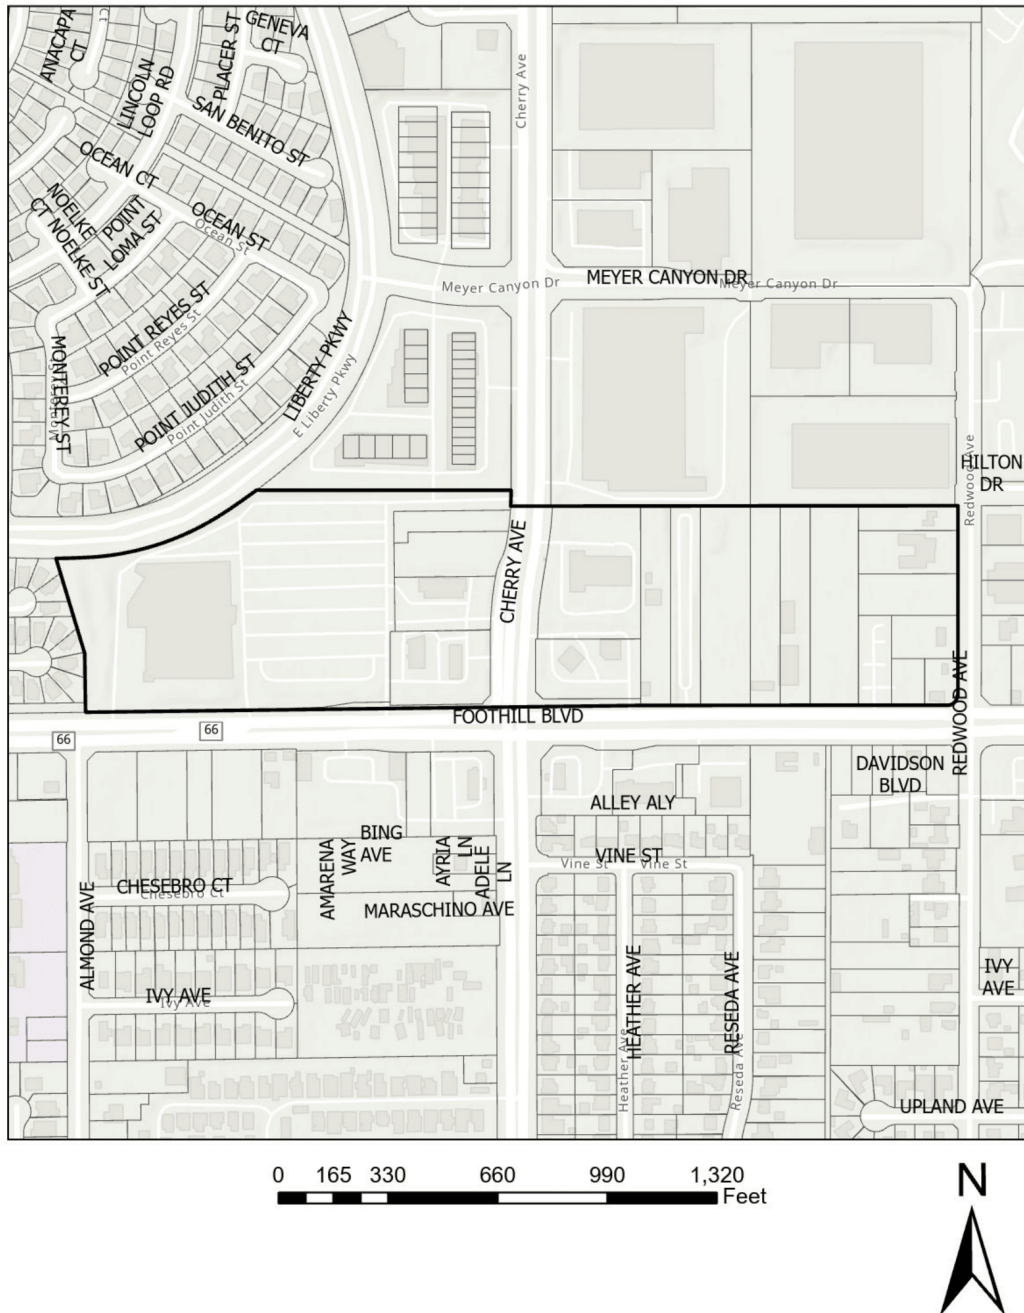 ANACAPA
CT
Ct
PLACER ST
GENEVA
CT
LINCOLN
LOOP RD
SAN BENITO ST
Cherry Ave
OCEAN CT
NOELKE
CT
NOELKE ST
POINT
LOMA ST
OCEAN ST
Ocean St
MEYER CANYON DR
Meyer Canyon Dr
Meyer Canyon Dr
POINT REYES ST
Point Reyes St
LIBERTY PKWY
E Liberty Pkwy
MONTEREY ST
POINT JUDITH ST
Point Judith St
Redwood Ave
HILTON
DR
CHERRY AVE
REDWOOD AVE
FOOTHILL BLVD
66
66
DAVIDSON
BLVD
ALLEY ALY
BING
AVE
AMARENA
WAY
AYRIA
LN
ADELE
LN
VINE ST
Vine St
Vine St
CHESEBRO CT
Chesebro Ct
MARASCHINO AVE
ALMOND AVE
IVY AVE
Ivy Ave
HEATHER AVE
Heather Ave
RESEDA AVE
Reseda Ave
IVY
AVE
UPLAND AVE
0 165 330 660 990 1,320
Feet
N